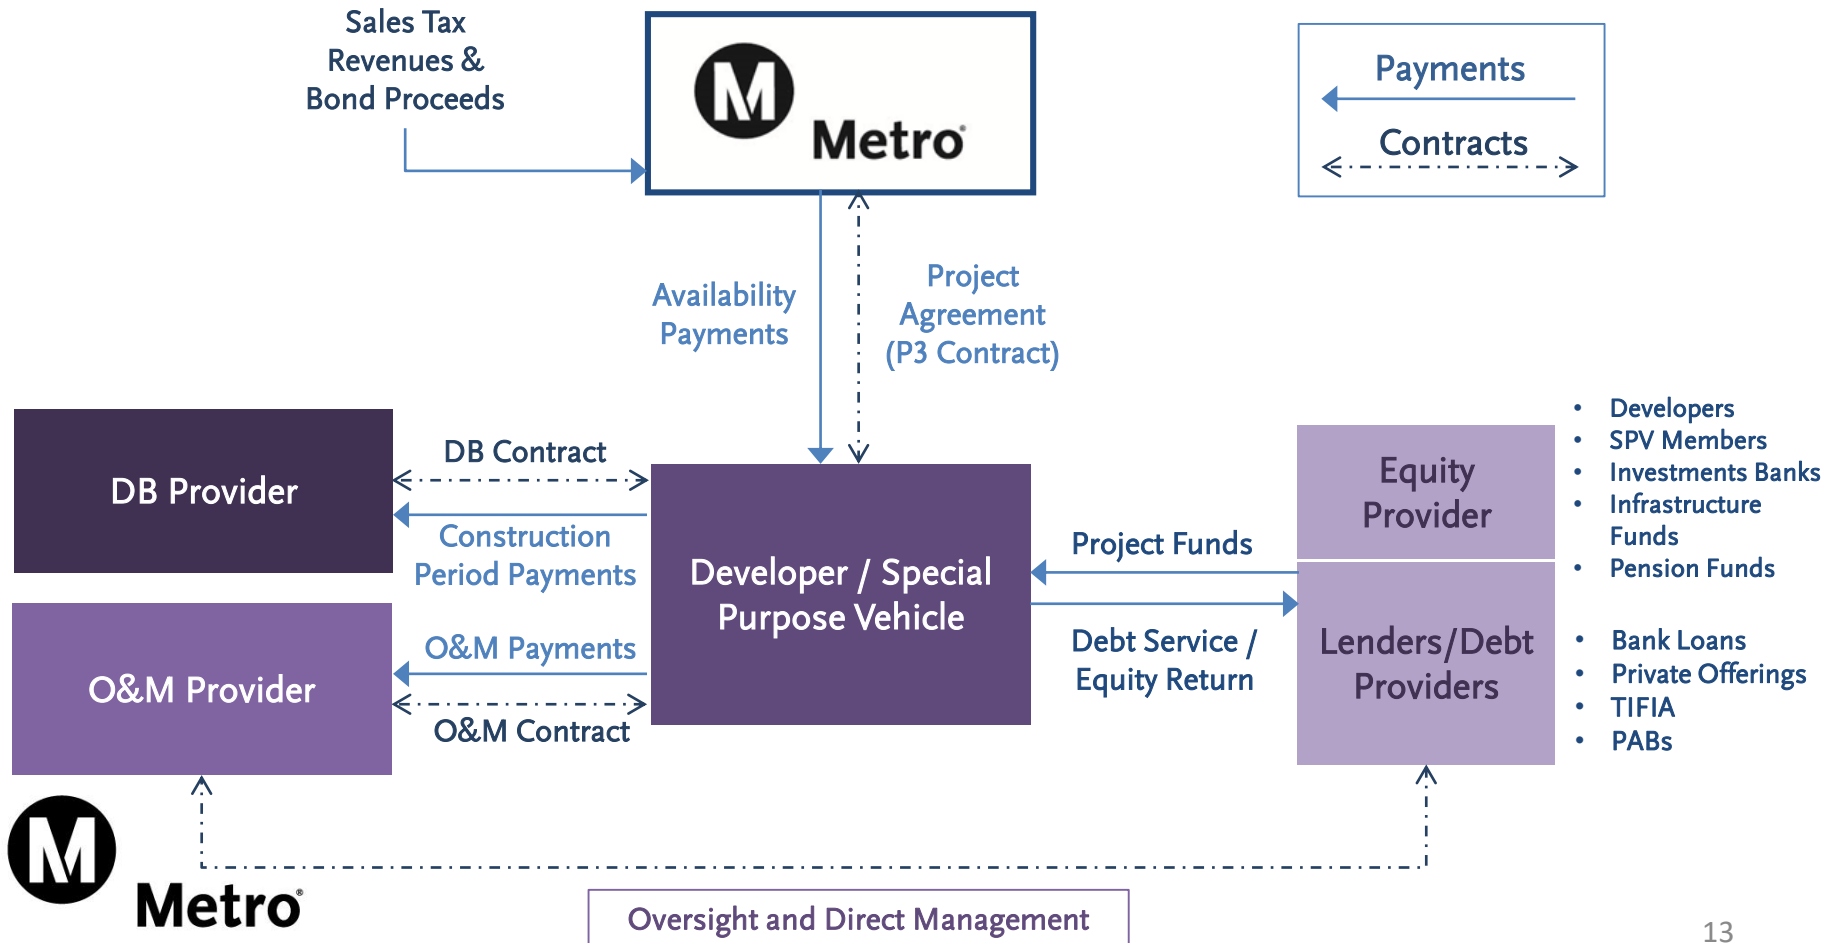 Sales Tax
Revenues &
Bond Proceeds
M
Metro®
Payments
Contracts
Availability
Payments
Project
Agreement
(P3 Contract)
DB Provider
DB Contract
Construction
Period Payments
O&M Provider
O&M Payments
O&M Contract
Developer / Special
Purpose Vehicle
Project Funds
Debt Service /
Equity Return
Equity
Provider
Lenders/Debt
Providers
• Developers
• SPV Members
• Investments Banks
• Infrastructure
Funds
• Pension Funds
• Bank Loans
• Private Offerings
• TIFIA
• PABs
M
Metro®
Oversight and Direct Management
13